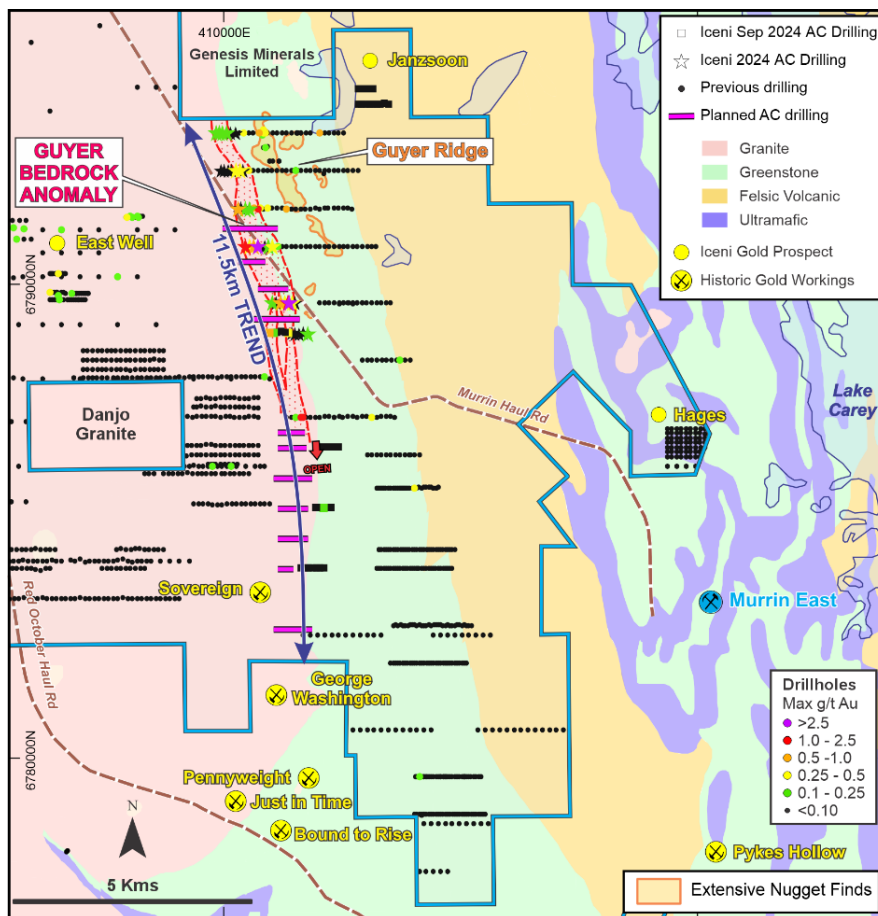 410000E
Genesis Minerals
Limited
Janzsoon
Iceni Sep 2024 AC Drilling
Iceni 2024 AC Drilling
Previous drilling
Planned AC drilling
Granite
Greenstone
Felsic Volcanic
Ultramafic
Iceni Gold Prospect
Historic Gold Workings
GUYER
BEDROCK
ANOMALY
Guyer Ridge
East Well
6790000N
11.5km TREND
Murrin Haul Rd
Lake
Carey
Danjo
Granite
Hages
OPEN
Sovereign
Murrin East
Red October Haul Rd
George
Washington
6780000N
Pennyweight
Just in Time
Bound to Rise
Pykes Hollow
Drillholes
Max g/t Au
>2.5
1.0 - 2.5
0.5 -1.0
0.25 - 0.5
0.1 - 0.25
<0.10
N
5 Kms
Extensive Nugget Finds